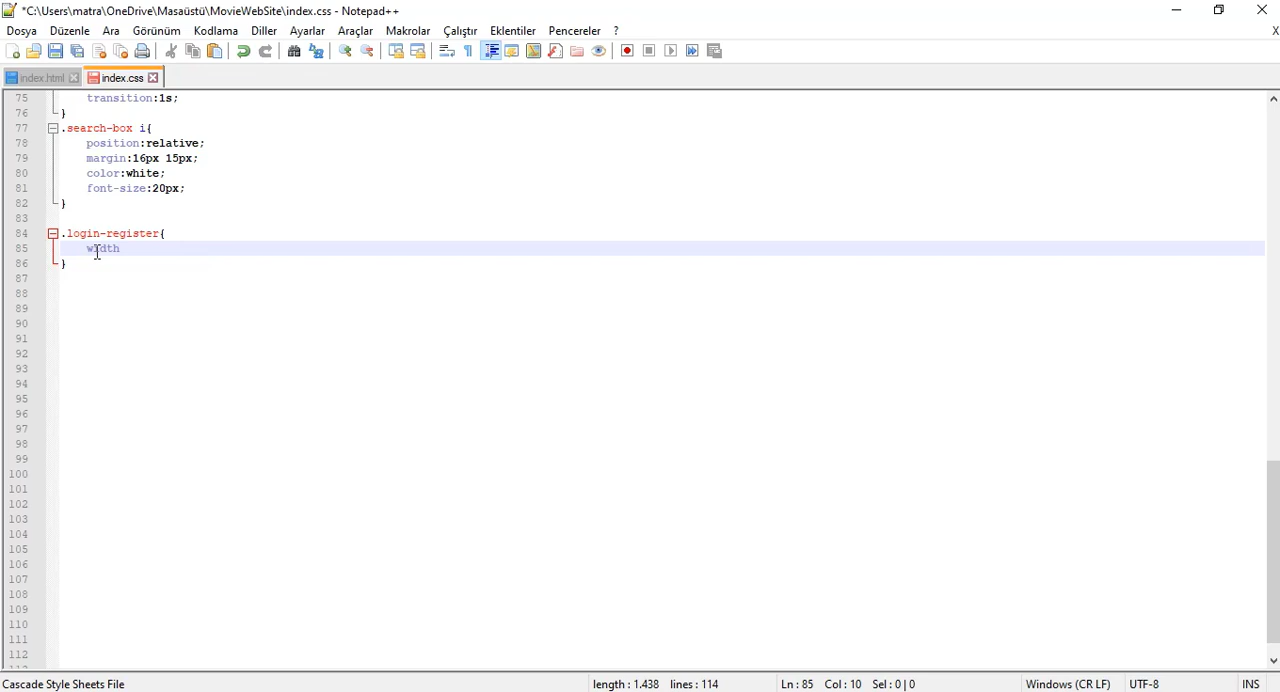 *C:\Users\matra\OneDrive\Masaüstü\MovieWebSite\index.css - Notepad++
Dosya Düzenle Ara Görünüm Kodlama Diller Ayarlar Araçlar Makrolar Çalıştır Eklentiler Pencereler ? X
index.html index.css
75 transition:1s;
76 }
77 .search-box i{
78 position:relative;
79 margin:16px 15px;
80 color:white;
81 font-size:20px;
82 }
83
84 .login-register{
85 width
86 }
87
88
89
90
91
92
93
94
95
96
97
98
99
100
101
102
103
104
105
106
107
108
109
110
111
112
Cascade Style Sheets File length : 1.438 lines : 114 Ln : 85 Col : 10 Sel : 0 | 0 Windows (CR LF) UTF-8 INS